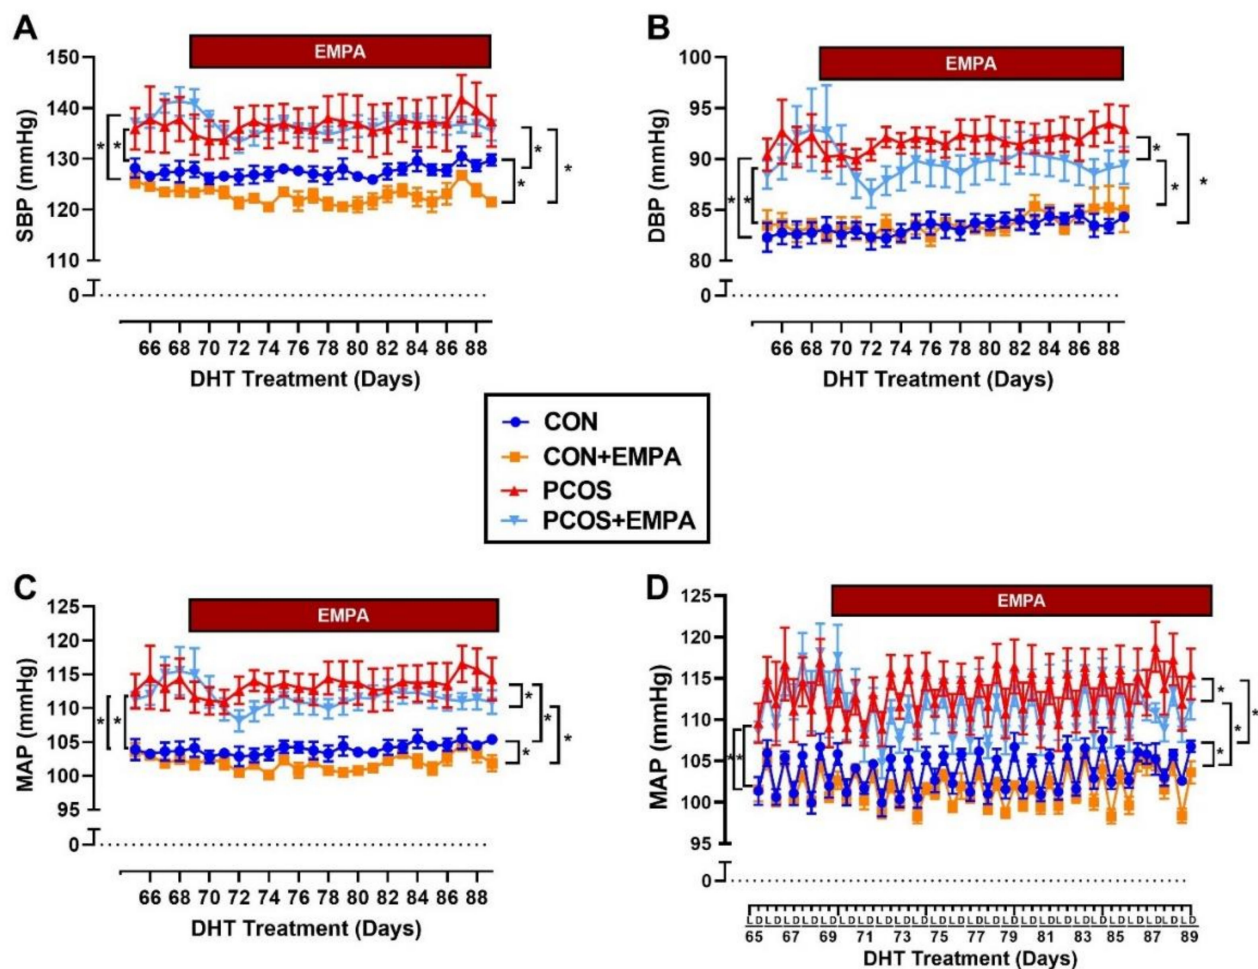 A
EMPA
150
140
130
120
110
0
SBP (mmHg)
* *
*
*
*
66 68 70 72 74 76 78 80 82 84 86 88
DHT Treatment (Days)
B
EMPA
100
95
90
85
80
0
DBP (mmHg)
* *
*
*
*
66 68 70 72 74 76 78 80 82 84 86 88
DHT Treatment (Days)
CON
CON+EMPA
PCOS
PCOS+EMPA
C
EMPA
125
120
115
110
105
100
95
0
MAP (mmHg)
* *
*
*
*
*
66 68 70 72 74 76 78 80 82 84 86 88
DHT Treatment (Days)
D
EMPA
125
120
115
110
105
100
95
0
MAP (mmHg)
* *
*
*
*
*
L D L D L D L D L D L D L D L D L D L D L D L D L D L D L D L D L D L D L D L D L D L D L D L D L D
65 67 69 71 73 75 77 79 81 83 85 87 89
DHT Treatment (Days)